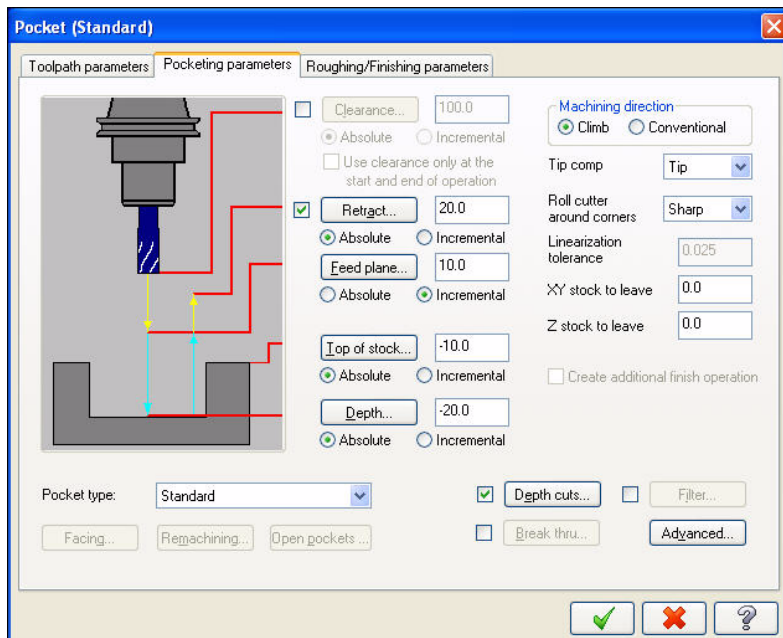 Pocket (Standard)
Toolpath parameters
Pocketing parameters
Roughing/Finishing parameters
Clearance...
100.0
Absolute
Incremental
Use clearance only at the
start and end of operation
Retract...
20.0
Absolute
Incremental
Feed plane...
10.0
Absolute
Incremental
Top of stock...
-10.0
Absolute
Incremental
Depth...
-20.0
Absolute
Incremental
Machining direction
Climb
Conventional
Tip comp
Tip
Roll cutter
around corners
Sharp
Linearization
tolerance
0.025
XY stock to leave
0.0
Z stock to leave
0.0
Create additional finish operation
Pocket type:
Standard
Depth cuts...
Filter...
Facing...
Remachining...
Open pockets ...
Break thru...
Advanced...
?